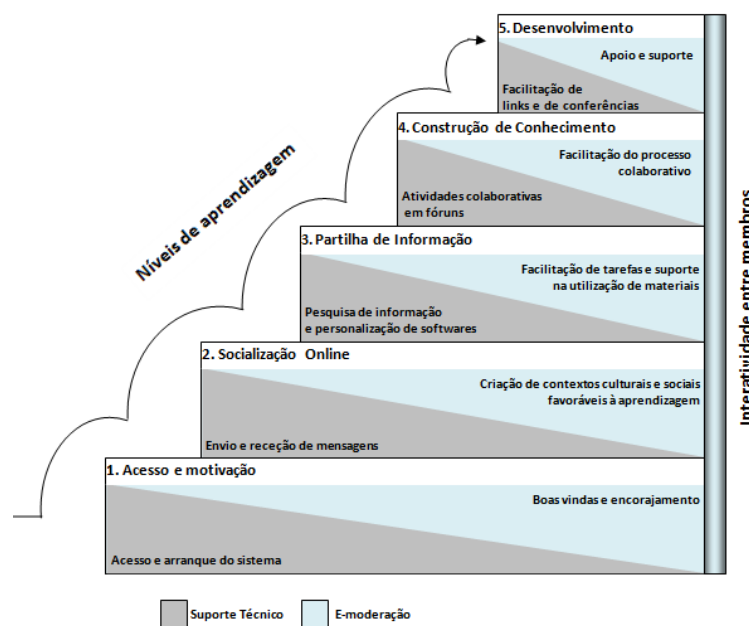 5. Desenvolvimento
Apoio e suporte
Facilitação de
links e de conferências
4. Construção de Conhecimento
Facilitação do processo
colaborativo
Atividades colaborativas
em fóruns
3. Partilha de Informação
Facilitação de tarefas e suporte
na utilização de materiais
Pesquisa de informação
e personalização de softwares
2. Socialização Online
Criação de contextos culturais e sociais
favoráveis à aprendizagem
Envio e receção de mensagens
1. Acesso e motivação
Boas vindas e encorajamento
Acesso e arranque do sistema
Níveis de aprendizagem
Interatividade entre membros
Suporte Técnico
E-moderação